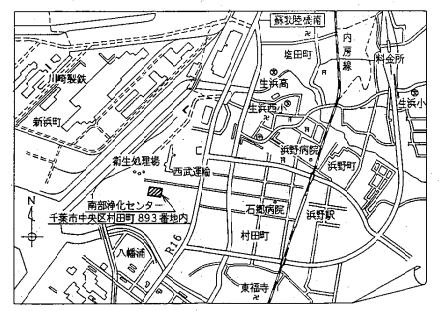 蘇我陸橋南
塩田町
内房線
料金所
川崎製鉄
生浜高
生浜小
生浜西小
新浜町
浜野病院
浜野町
衛生処理場
西武運輸
南部浄化センター
千葉市中央区村田町893番地内
石郷病院
浜野駅
N
八幡浦
R16
村田町
東福寺